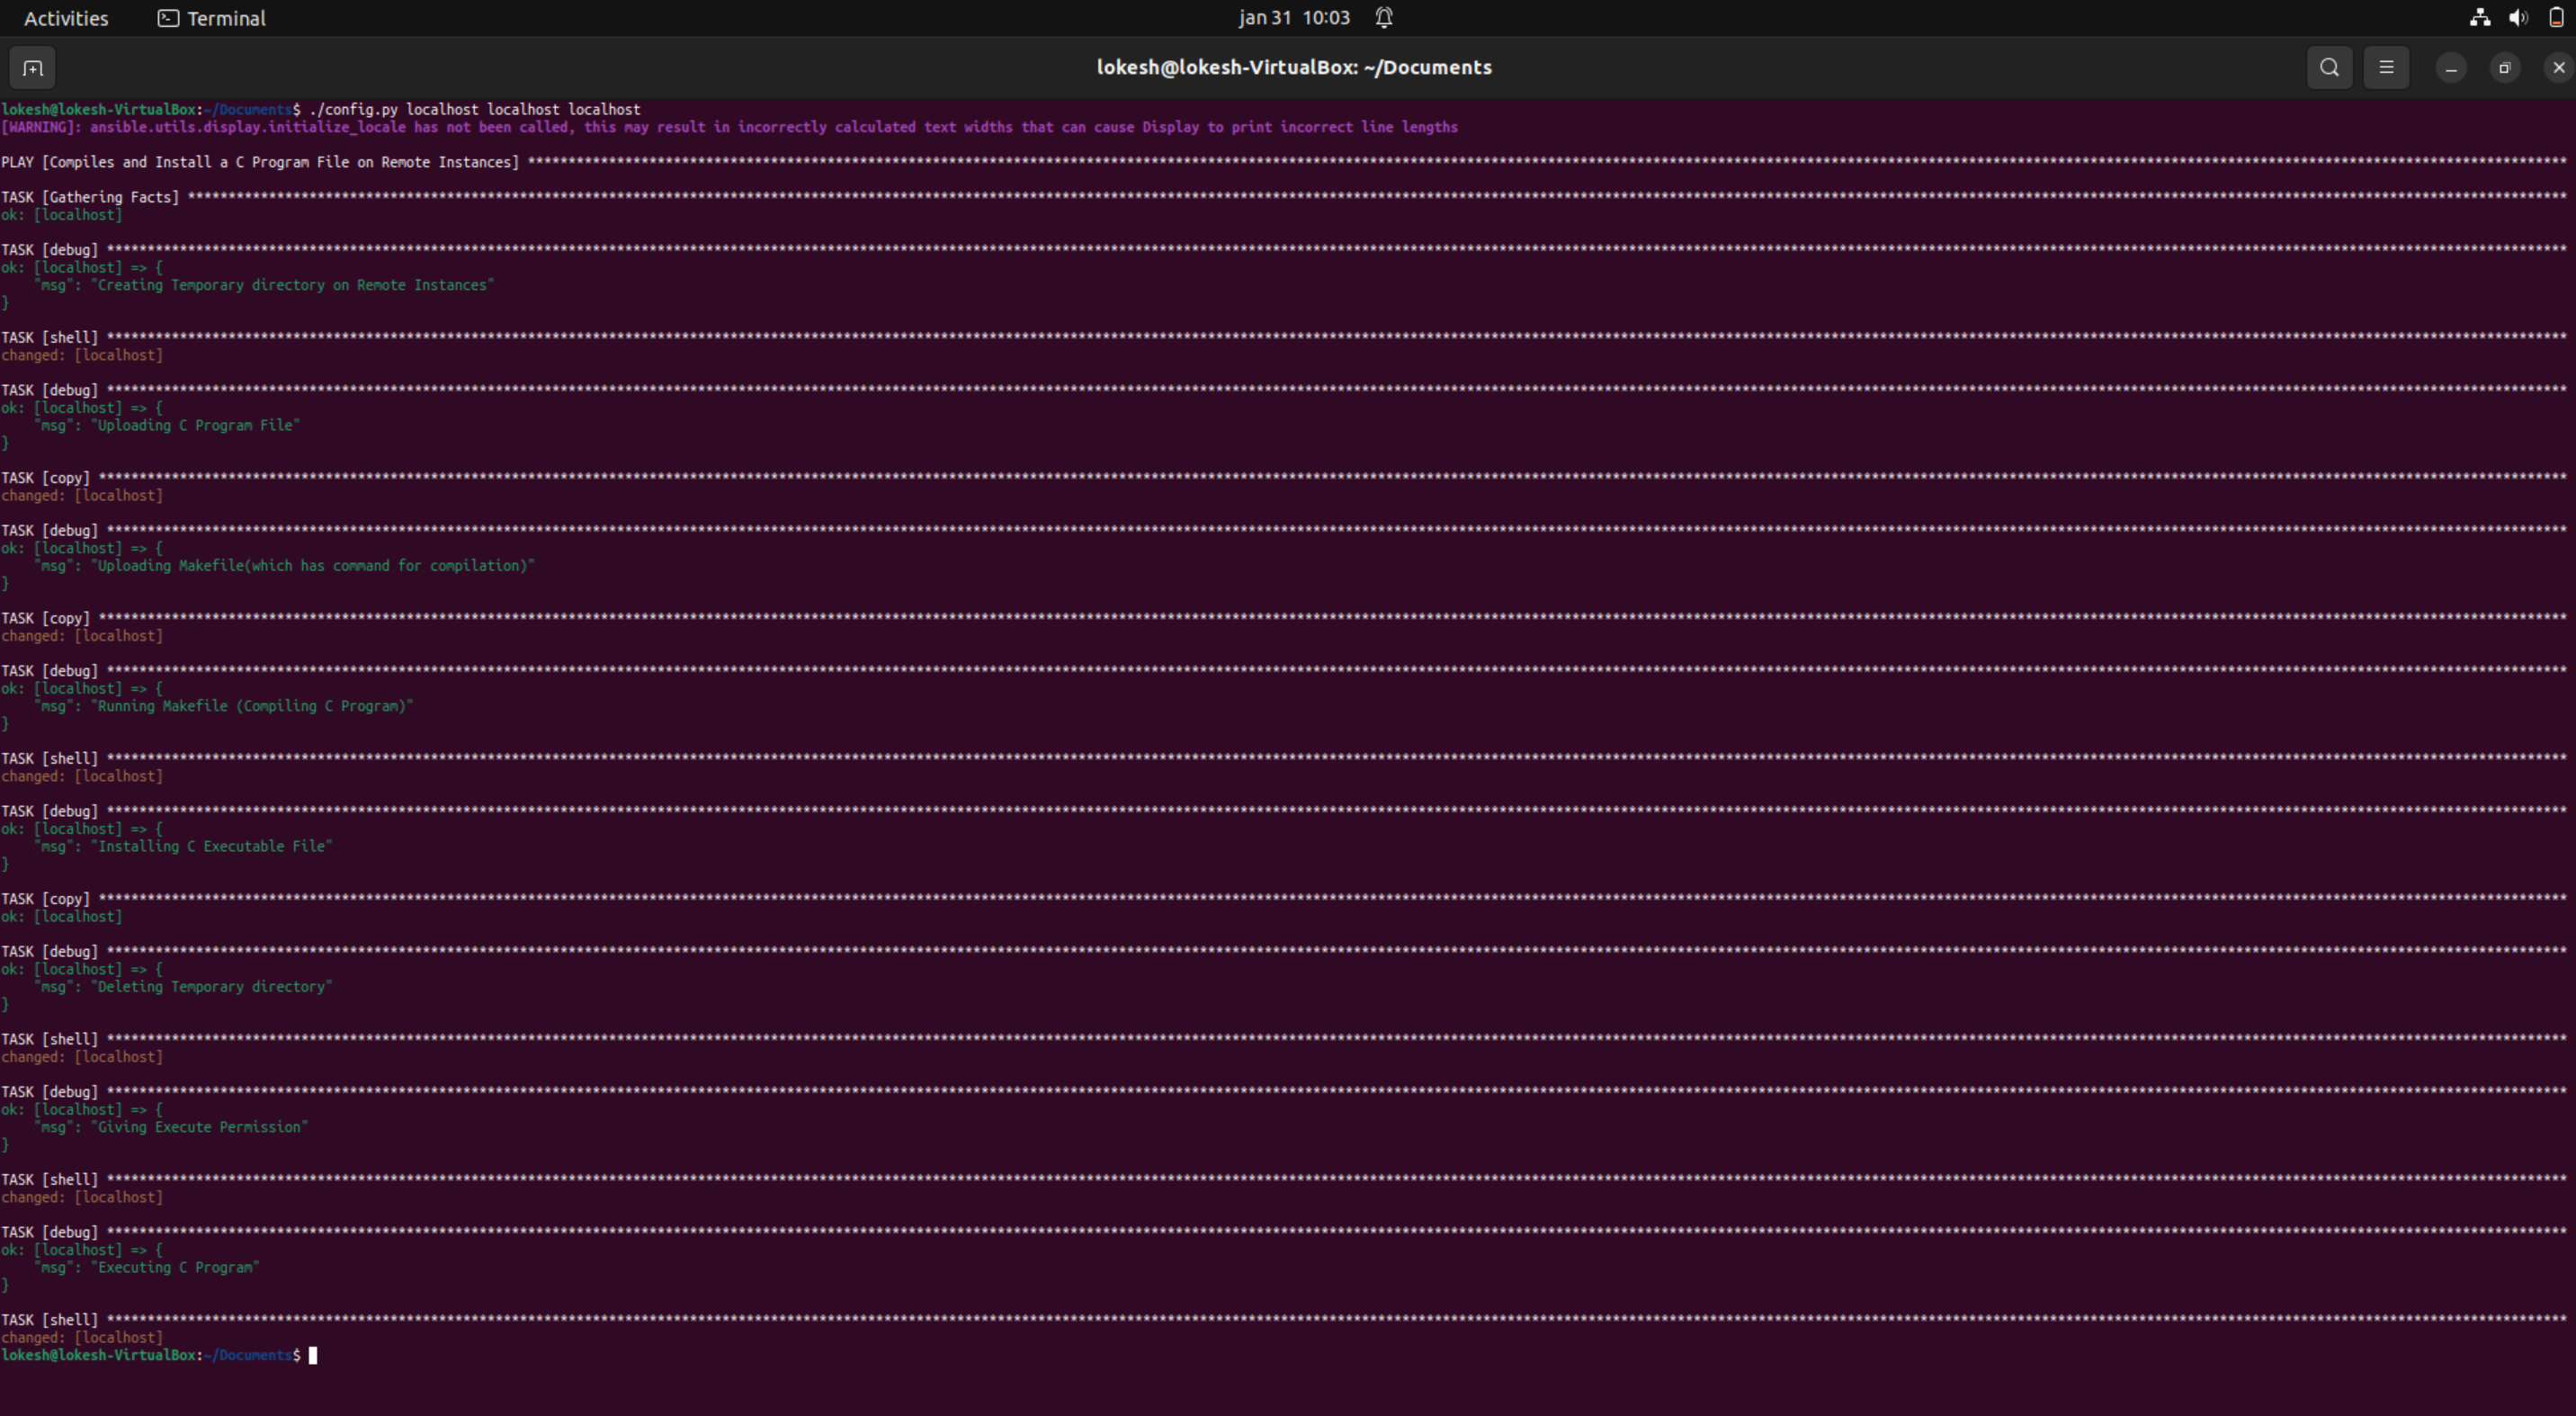 Activities Terminal jan 31 10:03
lokesh@lokesh-VirtualBox: ~/Documents
lokesh@lokesh-VirtualBox:~/Documents$ ./config.py localhost localhost localhost
[WARNING]: ansible.utils.display.initialize_locale has not been called, this may result in incorrectly calculated text widths that can cause Display to print incorrect line lengths
PLAY [Compiles and Install a C Program File on Remote Instances] ***
TASK [Gathering Facts] ***
ok: [localhost]
TASK [debug] ***
ok: [localhost] => {
    "msg": "Creating Temporary directory on Remote Instances"
}
TASK [shell] ***
changed: [localhost]
TASK [debug] ***
ok: [localhost] => {
    "msg": "Uploading C Program File"
}
TASK [copy] ***
changed: [localhost]
TASK [debug] ***
ok: [localhost] => {
    "msg": "Uploading Makefile(which has command for compilation)"
}
TASK [copy] ***
changed: [localhost]
TASK [debug] ***
ok: [localhost] => {
    "msg": "Running Makefile (Compiling C Program)"
}
TASK [shell] ***
changed: [localhost]
TASK [debug] ***
ok: [localhost] => {
    "msg": "Installing C Executable File"
}
TASK [copy] ***
ok: [localhost]
TASK [debug] ***
ok: [localhost] => {
    "msg": "Deleting Temporary directory"
}
TASK [shell] ***
changed: [localhost]
TASK [debug] ***
ok: [localhost] => {
    "msg": "Giving Execute Permission"
}
TASK [shell] ***
changed: [localhost]
TASK [debug] ***
ok: [localhost] => {
    "msg": "Executing C Program"
}
TASK [shell] ***
changed: [localhost]
lokesh@lokesh-VirtualBox:~/Documents$